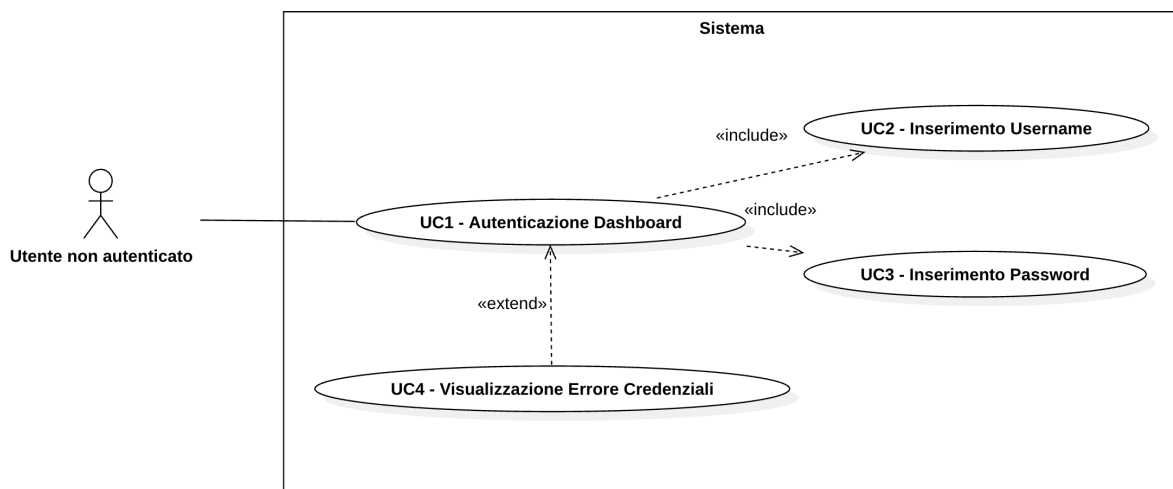 Sistema
«include»
UC2 - Inserimento Username
«include»
UC1 - Autenticazione Dashboard
Utente non autenticato
UC3 - Inserimento Password
«extend»
UC4 - Visualizzazione Errore Credenziali